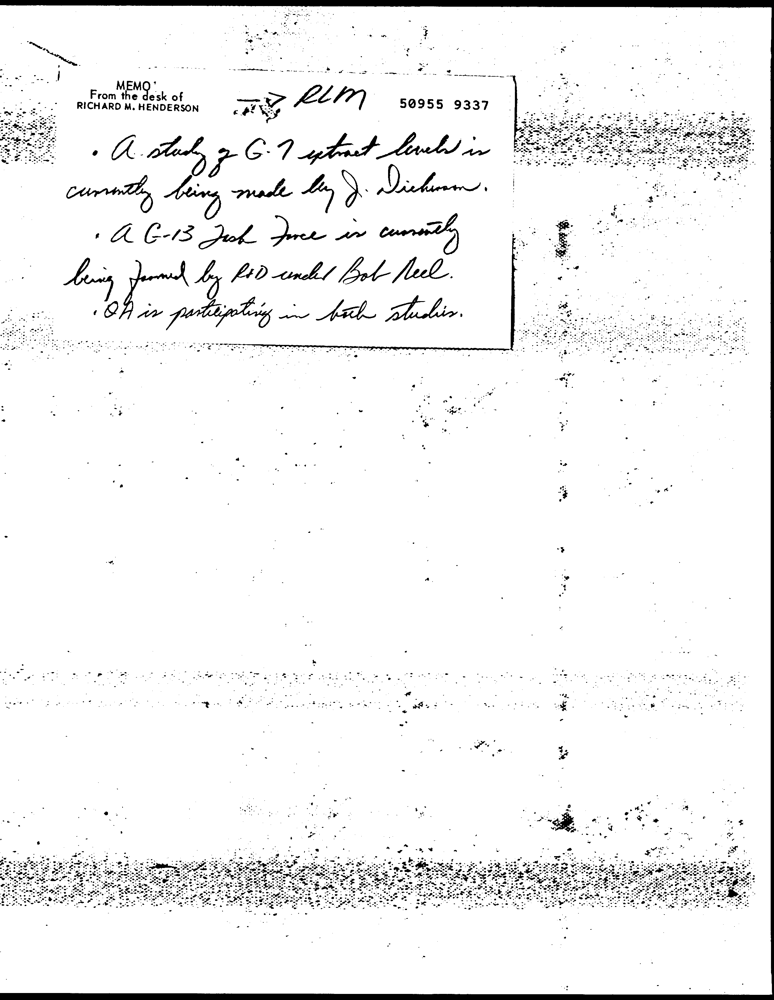 MEMO
From the desk of
RICHARD M. HENDERSON
→ RLM
50955 9337
· A study of G-7 extract levels is
currently being made by J. Dickerson.
· A G-13 Task Force is currently
being formed by R&D under Bob Neel.
· QA is participating in both studies.